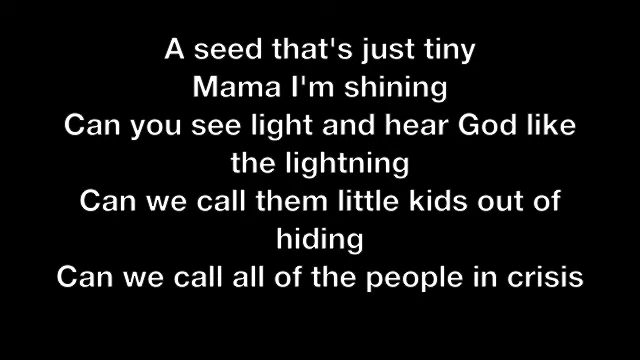 A seed that's just tiny
Mama I'm shining
Can you see light and hear God like
the lightning
Can we call them little kids out of
hiding
Can we call all of the people in crisis